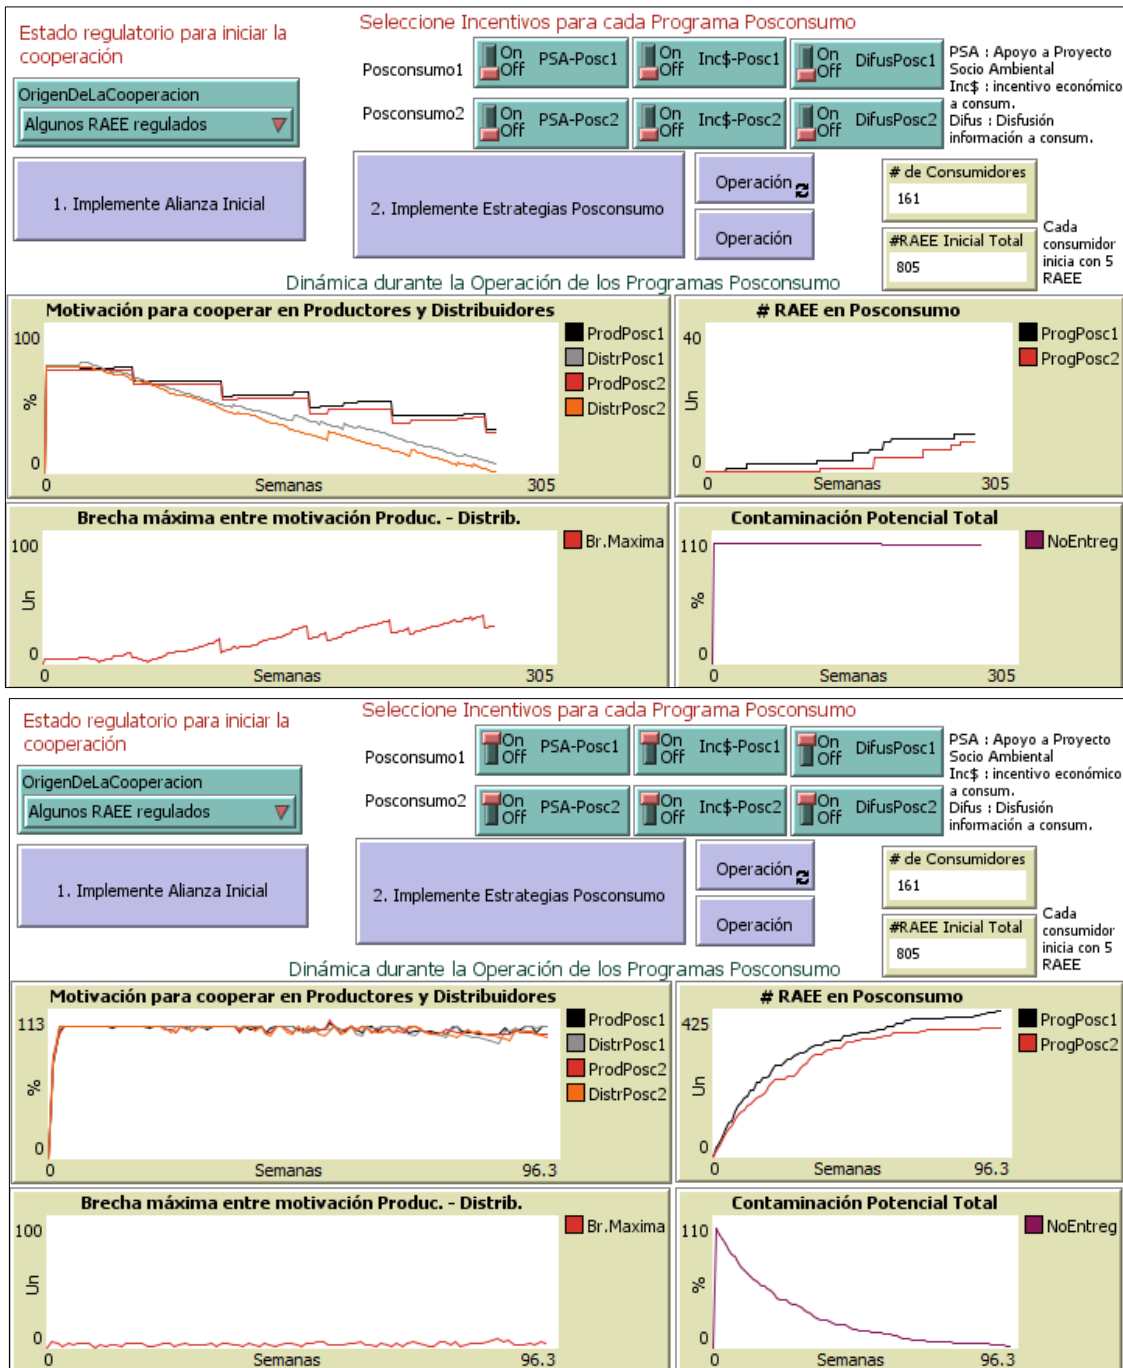 Estado regulatorio para iniciar la
cooperación
Seleccione Incentivos para cada Programa Posconsumo
OrigenDeLaCooperacion
Algunos RAEE regulados
1. Implemente Alianza Inicial
Posconsumo1
On
Off
PSA-Posc1
On
Off
Inc$-Posc1
On
Off
DifusPosc1
Posconsumo2
On
Off
PSA-Posc2
On
Off
Inc$-Posc2
On
Off
DifusPosc2
PSA : Apoyo a Proyecto
Socio Ambiental
Inc$ : incentivo económico
a consum.
Difus : Disfusión
información a consum.
2. Implemente Estrategias Posconsumo
Operación
Operación
# de Consumidores
161
#RAEE Inicial Total
805
Cada
consumidor
inicia con 5
RAEE
Dinámica durante la Operación de los Programas Posconsumo
Motivación para cooperar en Productores y Distribuidores
100
%
0
0
Semanas
305
ProdPosc1
DistrPosc1
ProdPosc2
DistrPosc2
# RAEE en Posconsumo
40
Un
0
0
Semanas
305
ProgPosc1
ProgPosc2
Brecha máxima entre motivación Produc. - Distrib.
100
Un
0
0
Semanas
305
Br.Maxima
Contaminación Potencial Total
110
%
0
0
Semanas
305
NoEntreg
Estado regulatorio para iniciar la
cooperación
Seleccione Incentivos para cada Programa Posconsumo
OrigenDeLaCooperacion
Algunos RAEE regulados
1. Implemente Alianza Inicial
Posconsumo1
On
Off
PSA-Posc1
On
Off
Inc$-Posc1
On
Off
DifusPosc1
Posconsumo2
On
Off
PSA-Posc2
On
Off
Inc$-Posc2
On
Off
DifusPosc2
PSA : Apoyo a Proyecto
Socio Ambiental
Inc$ : incentivo económico
a consum.
Difus : Disfusión
información a consum.
2. Implemente Estrategias Posconsumo
Operación
Operación
# de Consumidores
161
#RAEE Inicial Total
805
Cada
consumidor
inicia con 5
RAEE
Dinámica durante la Operación de los Programas Posconsumo
Motivación para cooperar en Productores y Distribuidores
113
%
0
0
Semanas
96.3
ProdPosc1
DistrPosc1
ProdPosc2
DistrPosc2
# RAEE en Posconsumo
425
Un
0
0
Semanas
96.3
ProgPosc1
ProgPosc2
Brecha máxima entre motivación Produc. - Distrib.
100
Un
0
0
Semanas
96.3
Br.Maxima
Contaminación Potencial Total
110
%
0
0
Semanas
96.3
NoEntreg